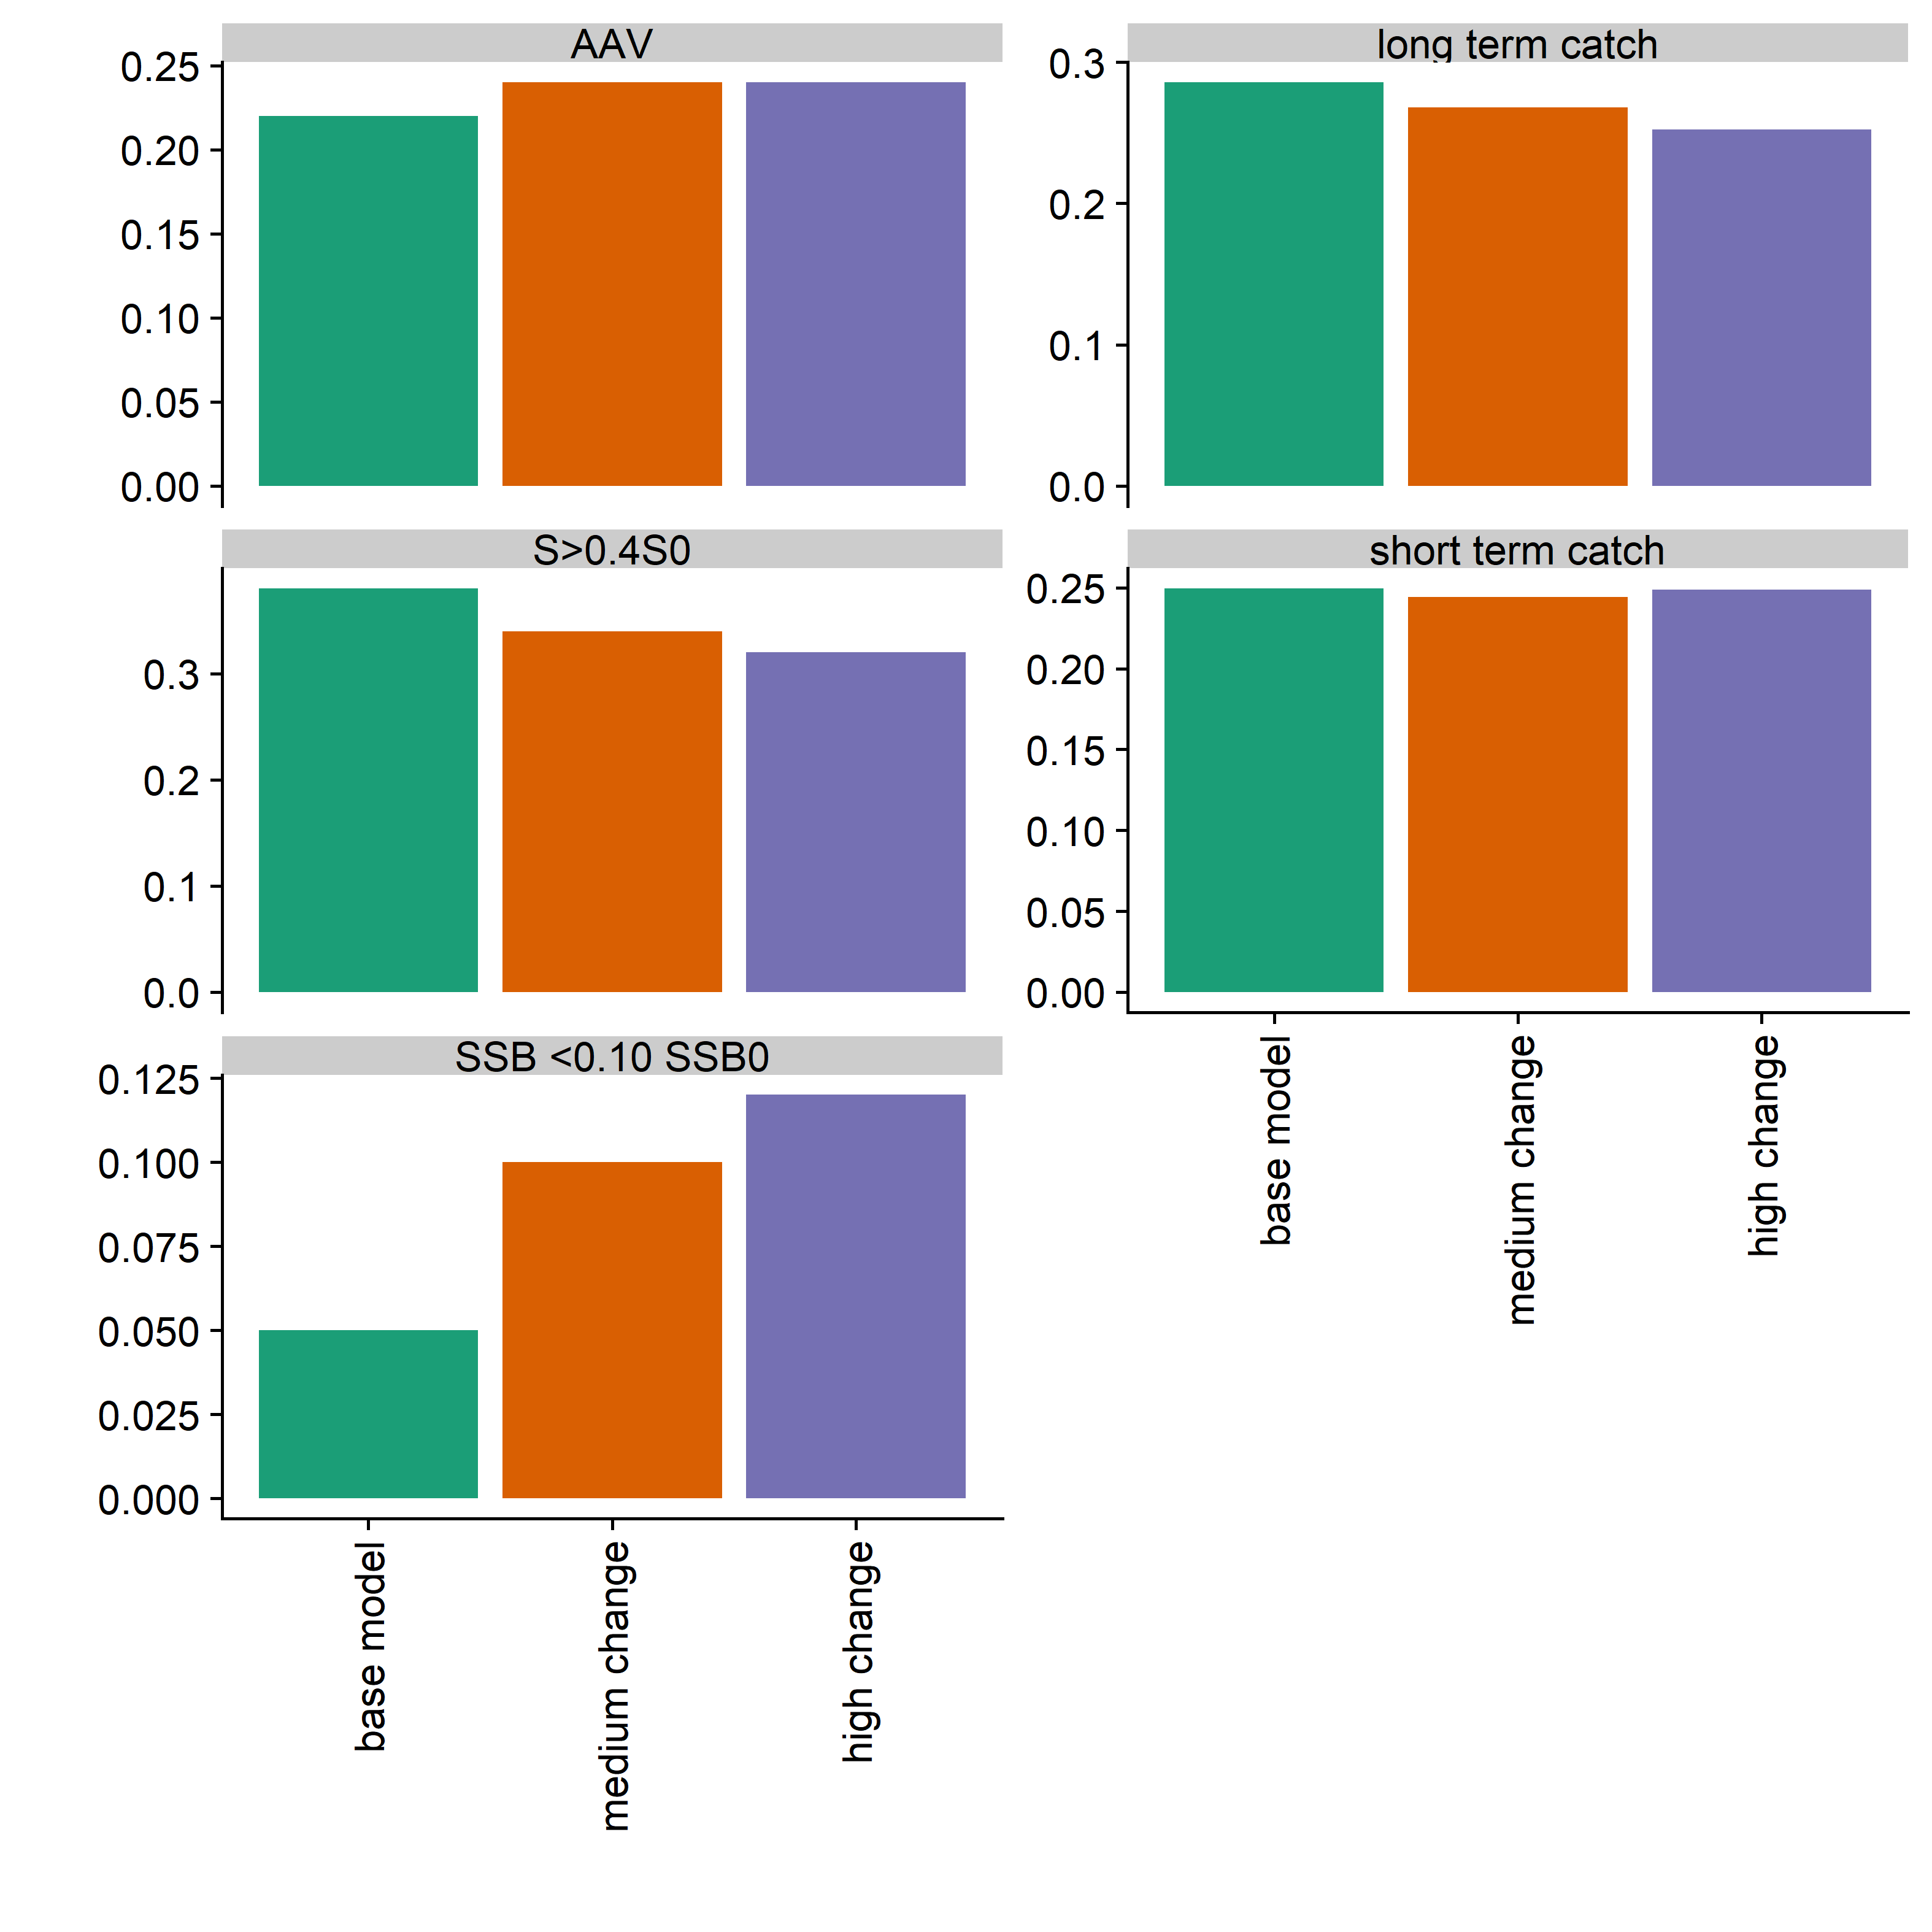 AAV
0.25
0.20
0.15
0.10
0.05
0.00
long term catch
0.3
0.2
0.1
0.0
S>0.4S0
0.3
0.2
0.1
0.0
short term catch
0.25
0.20
0.15
0.10
0.05
0.00
base model
medium change
high change
SSB <0.10 SSB0
0.125
0.100
0.075
0.050
0.025
0.000
base model
medium change
high change